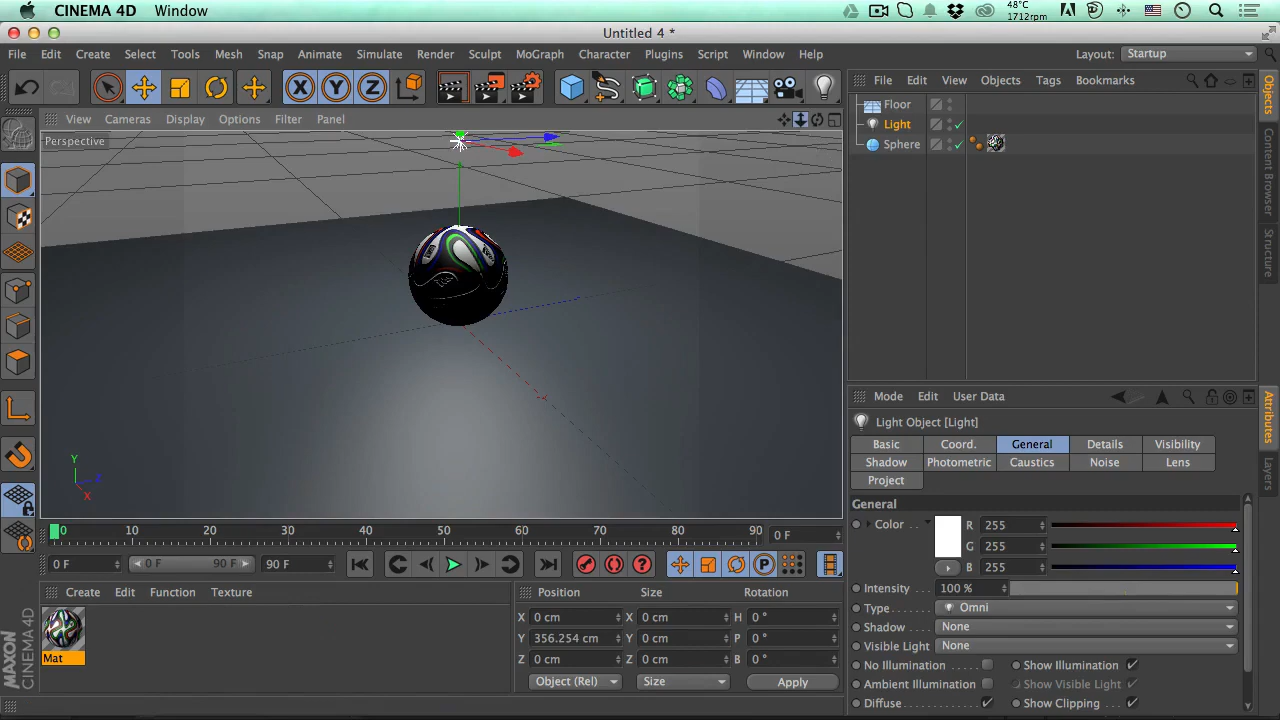 CINEMA 4D Window 48°C 1712rpm
Untitled 4 *
File Edit Create Select Tools Mesh Snap Animate Simulate Render Sculpt MoGraph Character Plugins Script Window Help Layout: Startup
X Y Z
File Edit View Objects Tags Bookmarks
View Cameras Display Options Filter Panel
Perspective
Floor
Light
Sphere
Objects
Content Browser
Structure
Mode Edit User Data
Light Object [Light]
Basic Coord. General Details Visibility
Shadow Photometric Caustics Noise Lens
Project
Attributes
Layers
General
Color R 255
G 255
B 255
Intensity 100 %
Type Omni
Shadow None
Visible Light None
No Illumination Show Illumination
Ambient Illumination Show Visible Light
Diffuse Show Clipping
Y
Z
X
0 10 20 30 40 50 60 70 80 90 0 F
0 F 0 F 90 F 90 F P
Create Edit Function Texture
Mat
Position Size Rotation
X 0 cm X 0 cm H 0 °
Y 356.254 cm Y 0 cm P 0 °
Z 0 cm Z 0 cm B 0 °
Object (Rel) Size Apply
MAXON
CINEMA 4D